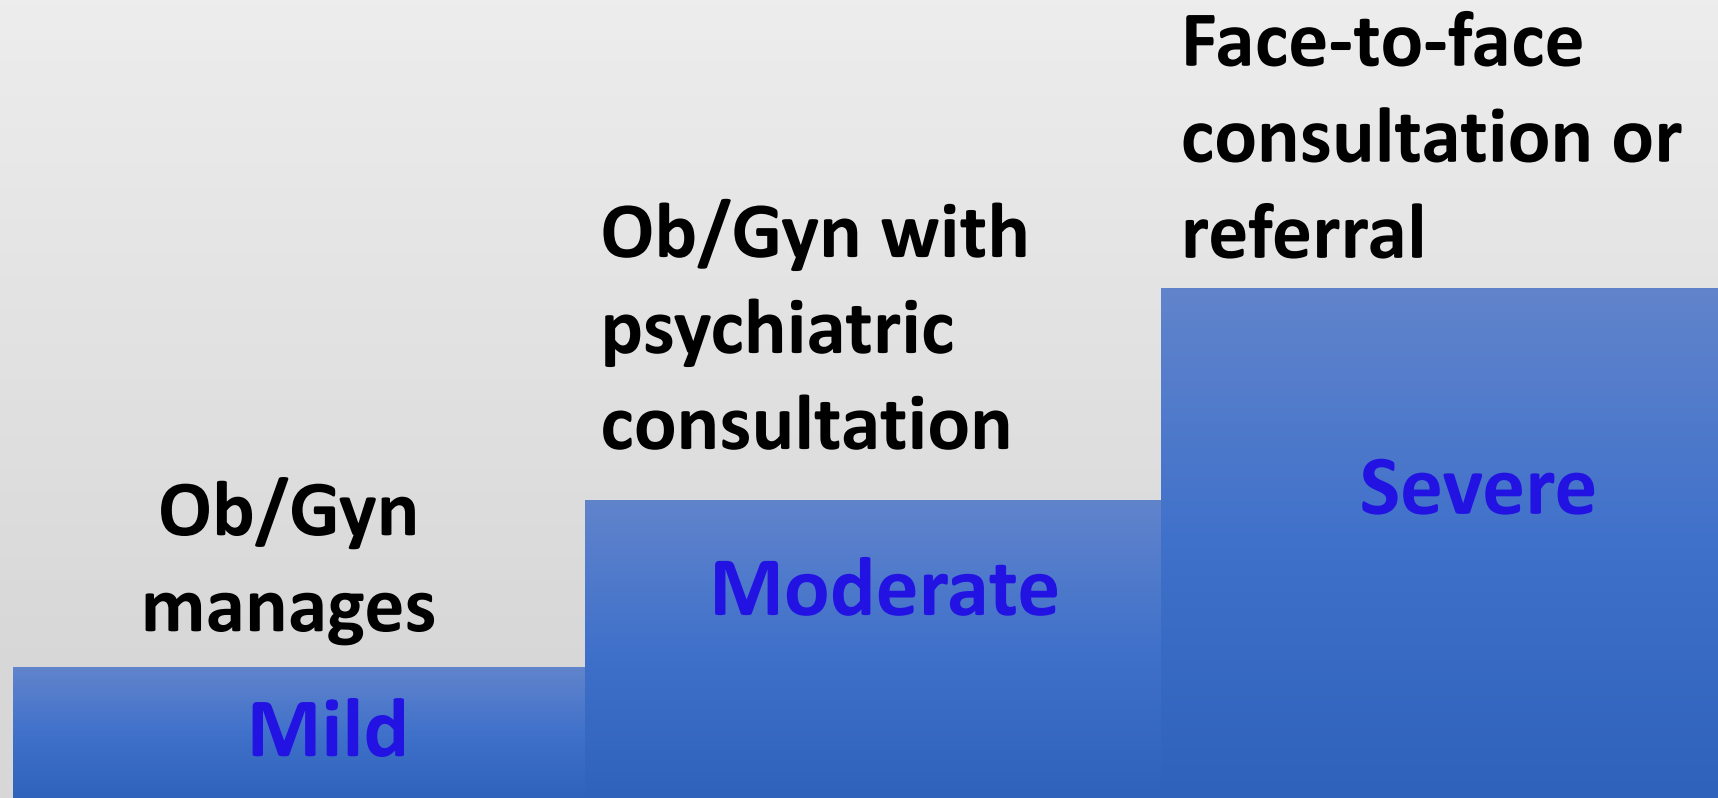 Ob/Gyn
manages
Mild
Ob/Gyn with
psychiatric
consultation
Moderate
Face-to-face
consultation or
referral
Severe